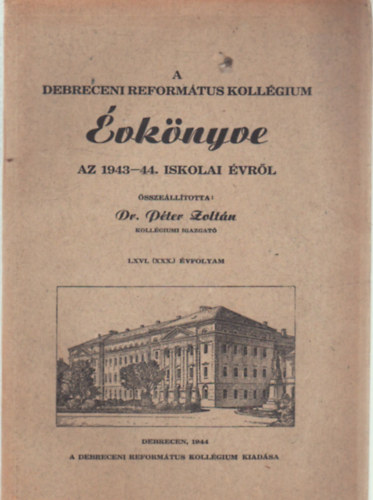 A
DEBRECENI REFORMÁTUS KOLLÉGIUM
Évkönyve
AZ 1943–44. ISKOLAI ÉVRŐL
ÖSSZEÁLLÍTOTTA:
Dr. Péter Zoltán
KOLLÉGIUMI IGAZGATÓ
LXVI. (XXX.) ÉVFOLYAM
DEBRECEN, 1944
A DEBRECENI REFORMÁTUS KOLLÉGIUM KIADÁSA